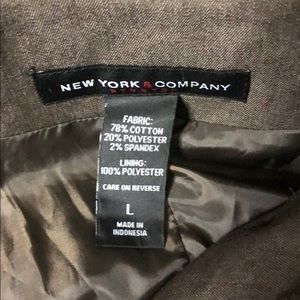 NEW YORK & COMPANY
FABRIC:
78% COTTON
20% POLYESTER
2% SPANDEX
LINING:
100% POLYESTER
CARE ON REVERSE
L
MADE IN
INDONESIA